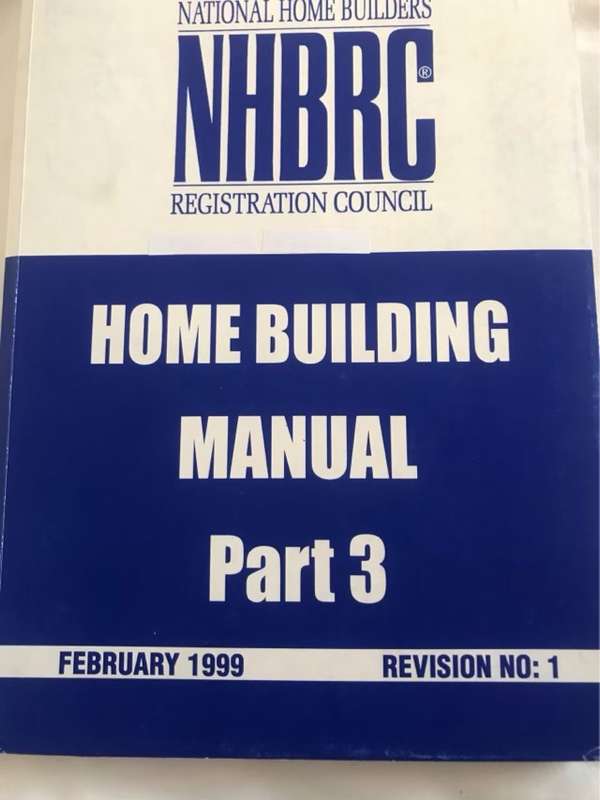 NATIONAL HOME BUILDERS
NHBRC®
REGISTRATION COUNCIL
HOME BUILDING
MANUAL
Part 3
FEBRUARY 1999 REVISION NO: 1